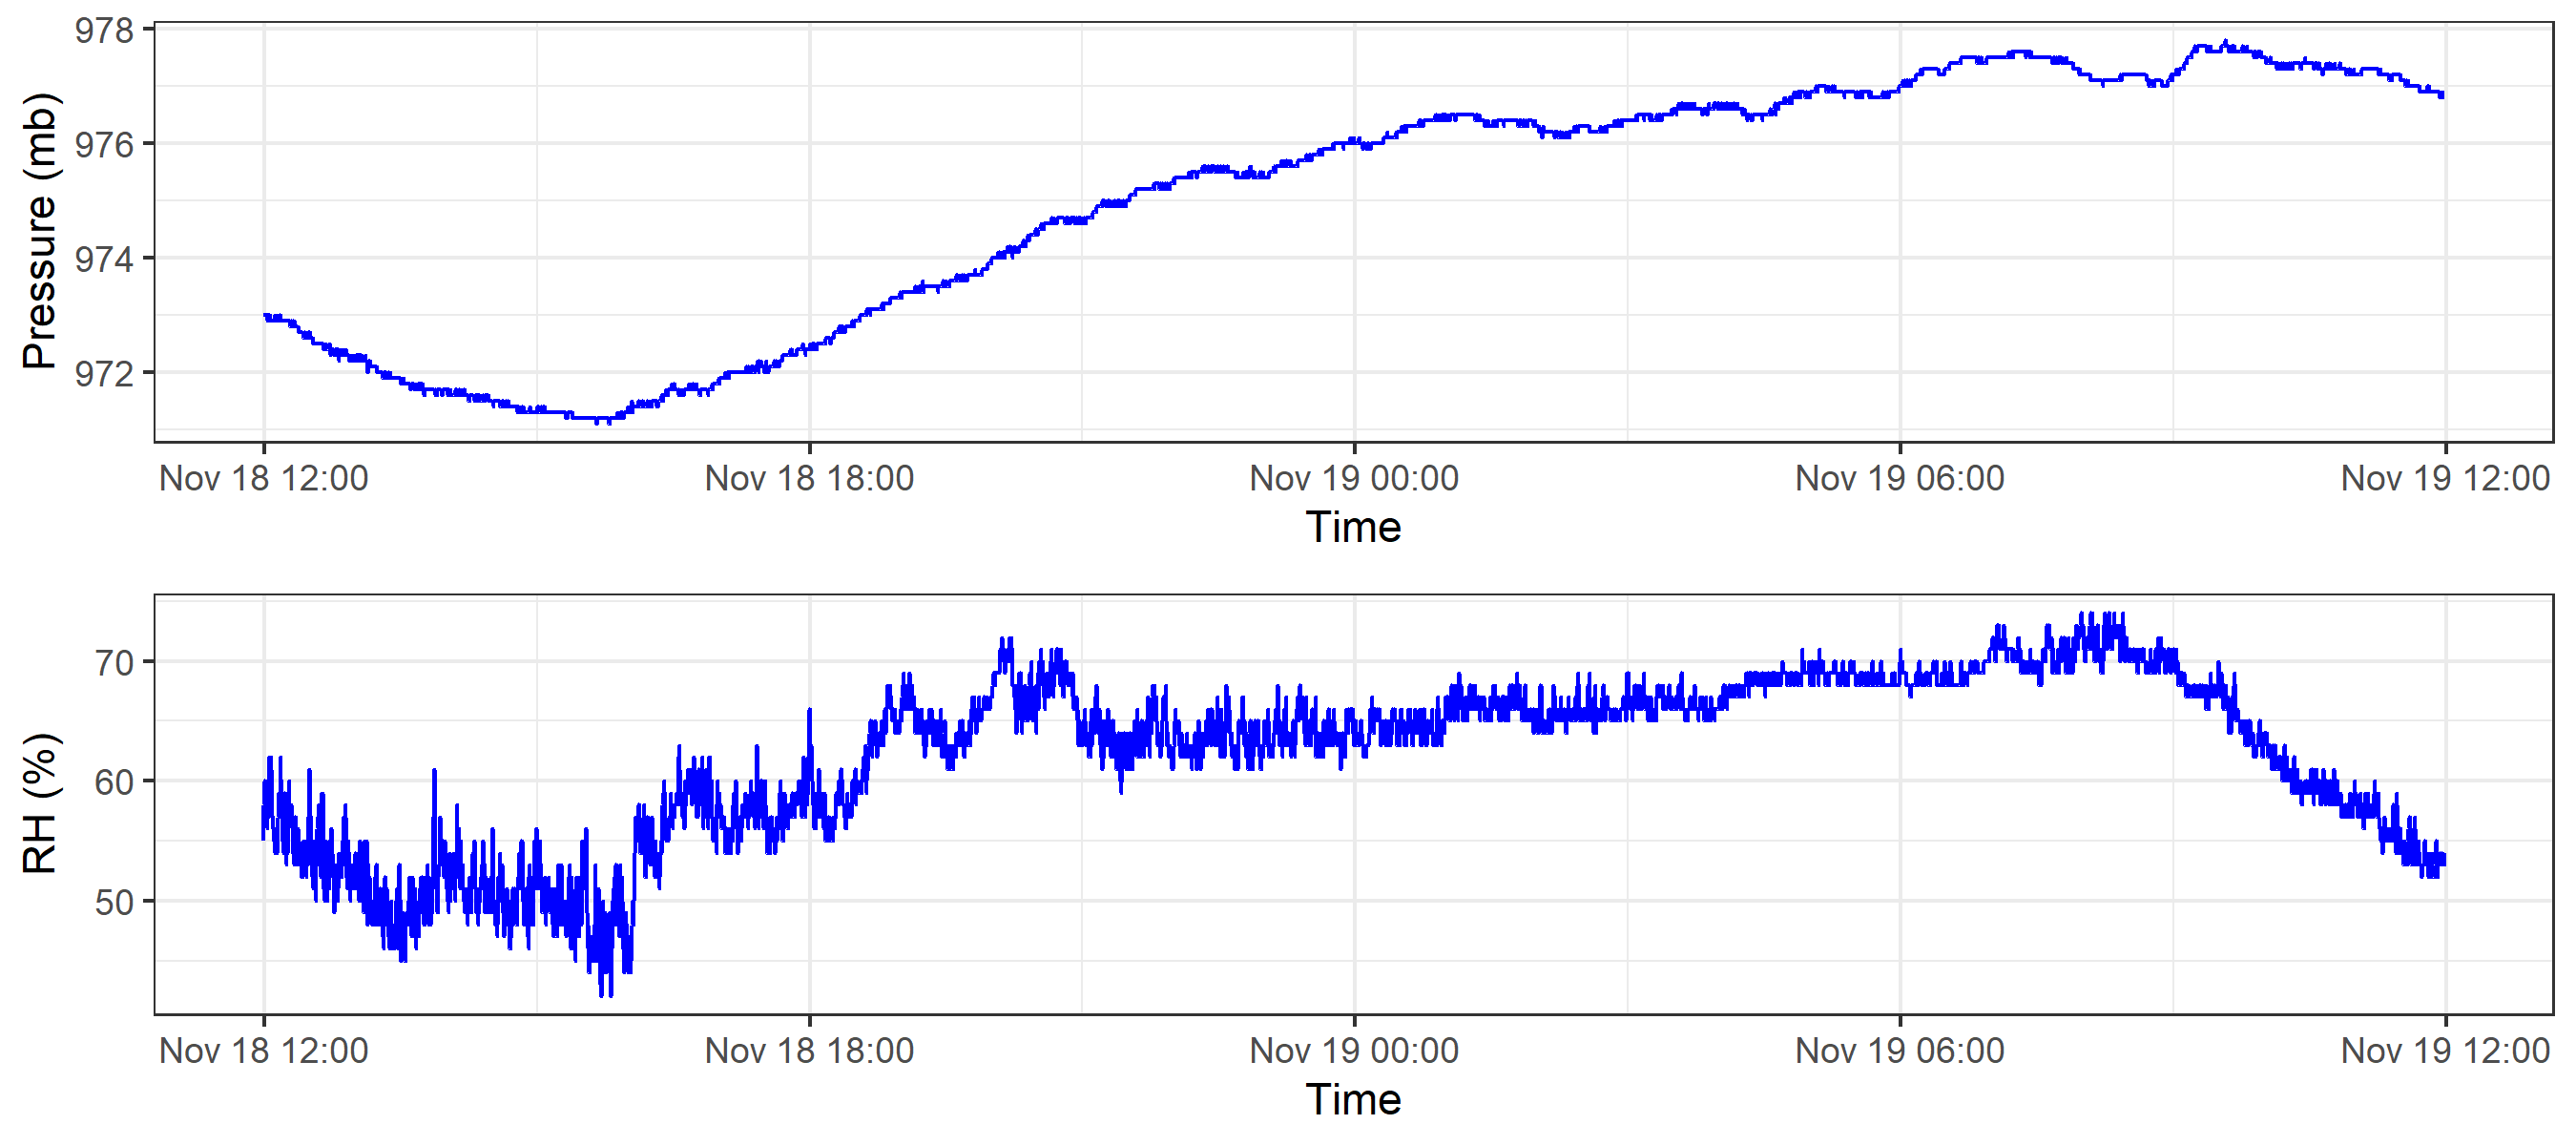 Pressure (mb)
978
976
974
972
Nov 18 12:00
Nov 18 18:00
Nov 19 00:00
Nov 19 06:00
Nov 19 12:00
Time
RH (%)
70
60
50
Nov 18 12:00
Nov 18 18:00
Nov 19 00:00
Nov 19 06:00
Nov 19 12:00
Time